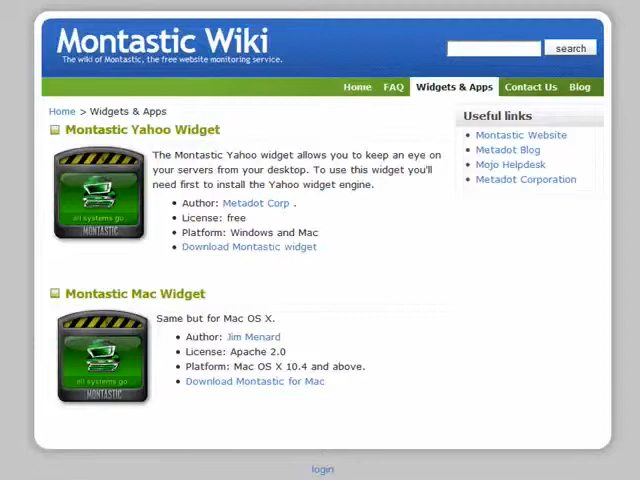 Montastic Wiki
The wiki of Montastic, the free website monitoring service.
search
Home FAQ Widgets & Apps Contact Us Blog
Home > Widgets & Apps
Montastic Yahoo Widget
all systems go
MONTASTIC
The Montastic Yahoo widget allows you to keep an eye on
your servers from your desktop. To use this widget you'll
need first to install the Yahoo widget engine.
Author: Metadot Corp .
License: free
Platform: Windows and Mac
Download Montastic widget
Montastic Mac Widget
all systems go
MONTASTIC
Same but for Mac OS X.
Author: Jim Menard
License: Apache 2.0
Platform: Mac OS X 10.4 and above.
Download Montastic for Mac
Useful links
Montastic Website
Metadot Blog
Mojo Helpdesk
Metadot Corporation
login